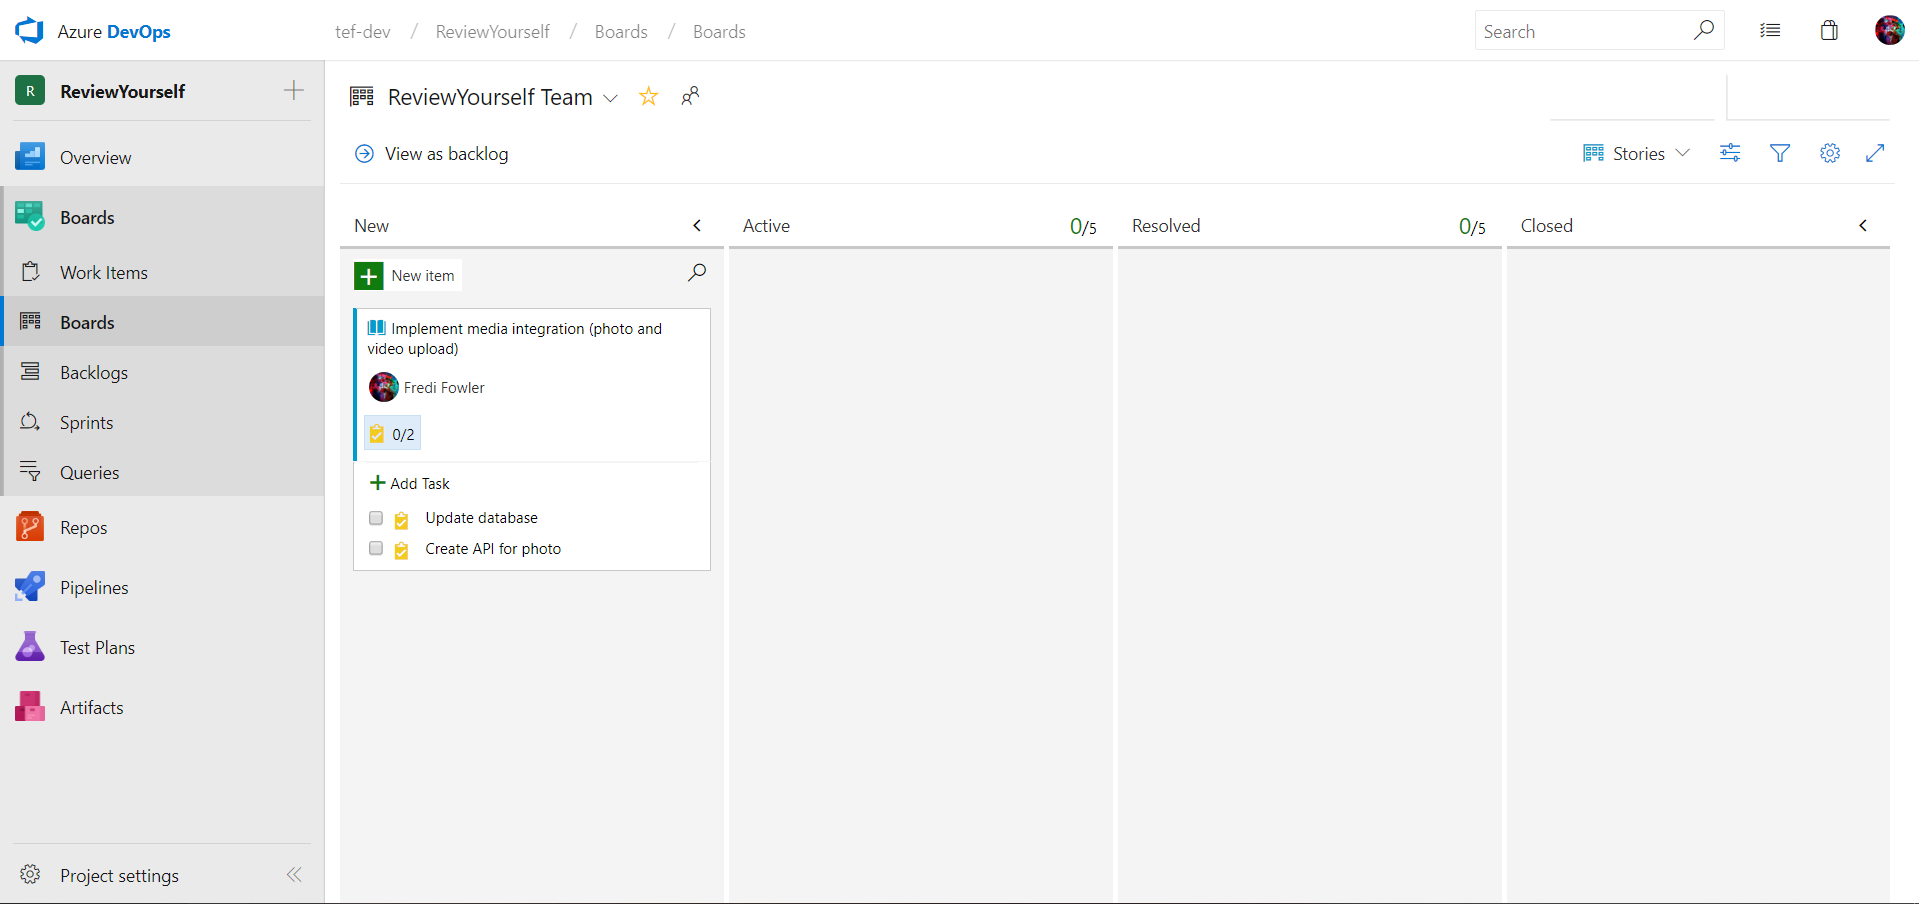 Azure DevOps
tef-dev / ReviewYourself / Boards / Boards
Search
R
ReviewYourself
ReviewYourself Team
Overview
View as backlog
Stories
Boards
Work Items
Boards
Backlogs
Sprints
Queries
Repos
Pipelines
Test Plans
Artifacts
Project settings
New
Active
0/5
Resolved
0/5
Closed
New item
Implement media integration (photo and
video upload)
Fredi Fowler
0/2
Add Task
Update database
Create API for photo